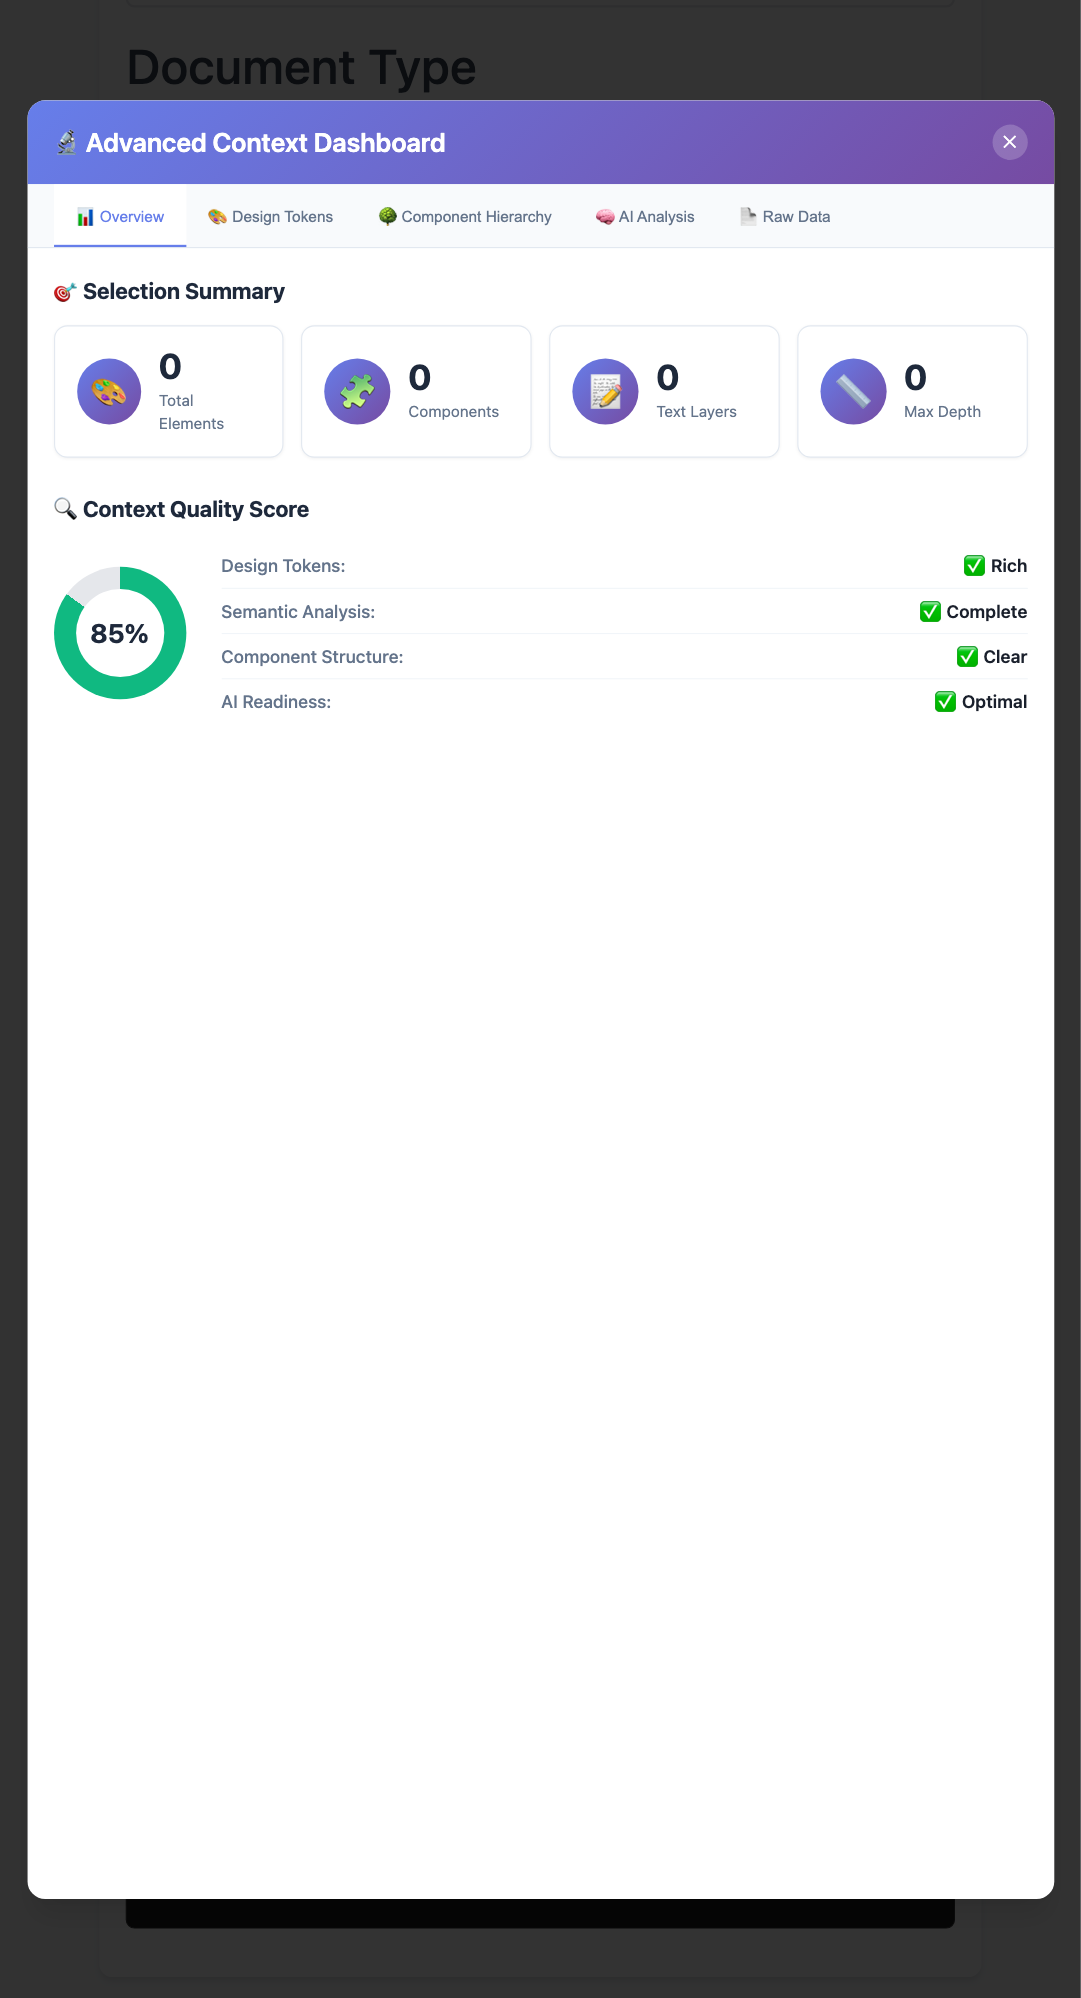 Document Type
Advanced Context Dashboard
Overview
Design Tokens
Component Hierarchy
AI Analysis
Raw Data
Selection Summary
0
Total
Elements
0
Components
0
Text Layers
0
Max Depth
Context Quality Score
85%
Design Tokens: Rich
Semantic Analysis: Complete
Component Structure: Clear
AI Readiness: Optimal